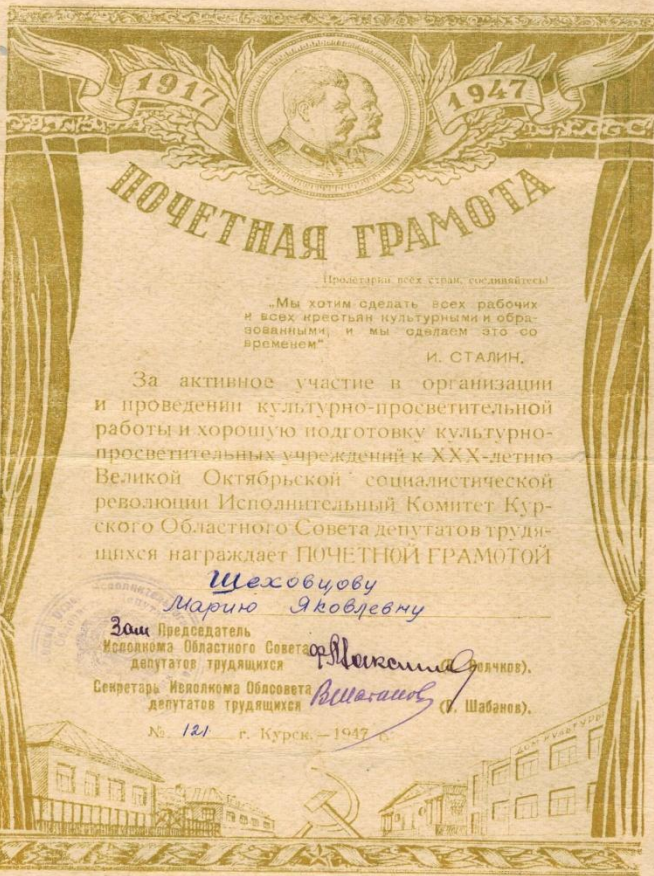 1917
1947
ПОЧЕТНАЯ ГРАМОТА
Пролетарии всех стран, соединяйтесь!
„Мы хотим сделать всех рабочих
и всех крестьян культурными и обра-
зованными, и мы сделаем это со
временем"
И. СТАЛИН.
За активное участие в организации
и проведении культурно-просветительной
работы и хорошую подготовку культурно-
просветительных учреждений к XXX-летию
Великой Октябрьской социалистической
революции Исполнительный Комитет Кур-
ского Областного Совета депутатов трудя-
щихся награждает ПОЧЕТНОЙ ГРАМОТОЙ
Шеховцову
Марию Яковлевну
Зам Председатель
Исполкома Областного Совета
депутатов трудящихся Волчков).
Секретарь Исполкома Облсовета
депутатов трудящихся (В. Шабанов).
№ 121 г. Курск.—1947 г.
ДОМ КУЛЬТУРЫ